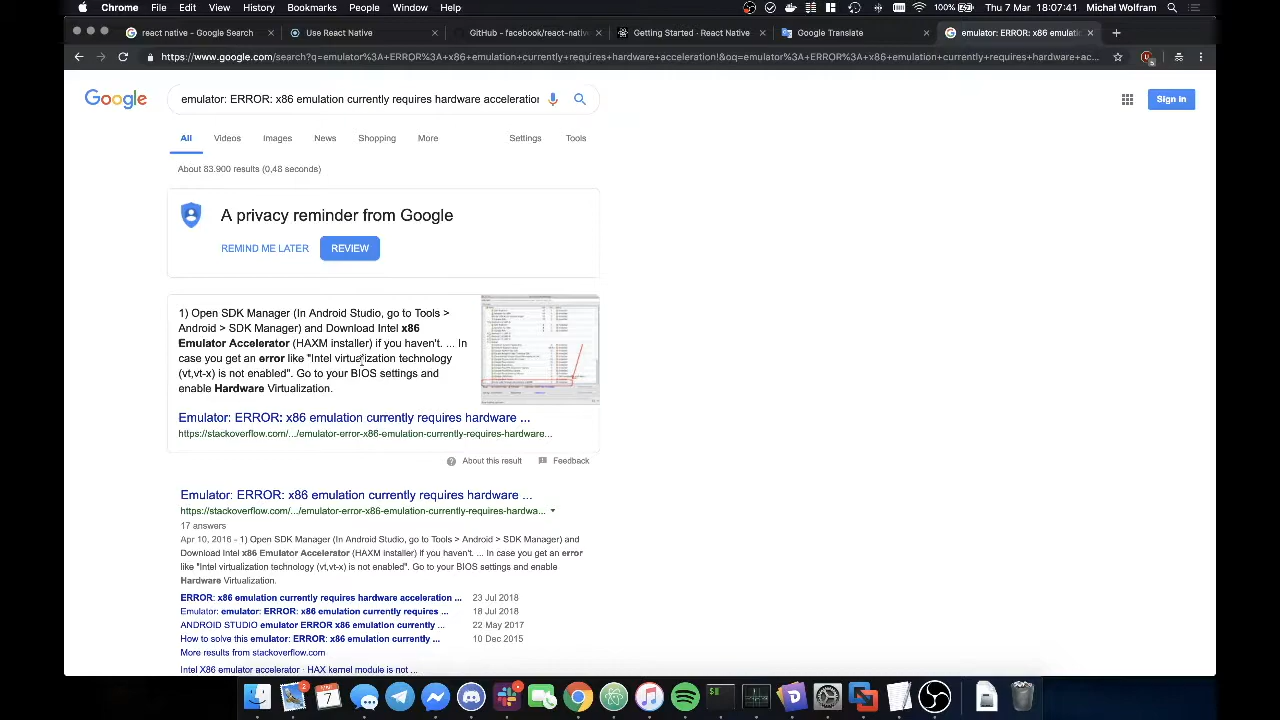 Chrome File Edit View History Bookmarks People Window Help 100% Thu 7 Mar 18:07:41 Michał Wolfram
react native - Google Search Use React Native GitHub - facebook/react-native Getting Started · React Native Google Translate emulator: ERROR: x86 emulati
https://www.google.com/search?q=emulator%3A+ERROR%3A+x86+emulation+currently+requires+hardware+acceleration!&oq=emulator%3A+ERROR%3A+x86+emulation+currently+requires+hardware+ac...
Google
emulator: ERROR: x86 emulation currently requires hardware acceleration
Sign in
All Videos Images News Shopping More Settings Tools
About 83.900 results (0,48 seconds)
A privacy reminder from Google
REMIND ME LATER REVIEW
1) Open SDK Manager (In Android Studio, go to Tools >
Android > SDK Manager) and Download Intel x86
Emulator Accelerator (HAXM installer) if you haven't. ... In
case you get an error like "Intel virtualization technology
(vt,vt-x) is not enabled". Go to your BIOS settings and
enable Hardware Virtualization.
Emulator: ERROR: x86 emulation currently requires hardware ...
https://stackoverflow.com/.../emulator-error-x86-emulation-currently-requires-hardware...
About this result Feedback
Emulator: ERROR: x86 emulation currently requires hardware ...
https://stackoverflow.com/.../emulator-error-x86-emulation-currently-requires-hardwa...
17 answers
Apr 10, 2016 - 1) Open SDK Manager (In Android Studio, go to Tools > Android > SDK Manager) and
Download Intel x86 Emulator Accelerator (HAXM installer) if you haven't. ... In case you get an error
like "Intel virtualization technology (vt,vt-x) is not enabled". Go to your BIOS settings and enable
Hardware Virtualization.
ERROR: x86 emulation currently requires hardware acceleration ... 23 Jul 2018
Emulator: emulator: ERROR: x86 emulation currently requires ... 18 Jul 2018
ANDROID STUDIO emulator ERROR x86 emulation currently ... 22 May 2017
How to solve this emulator: ERROR: x86 emulation currently ... 10 Dec 2015
More results from stackoverflow.com
Intel X86 emulator accelerator · HAX kernel module is not ...